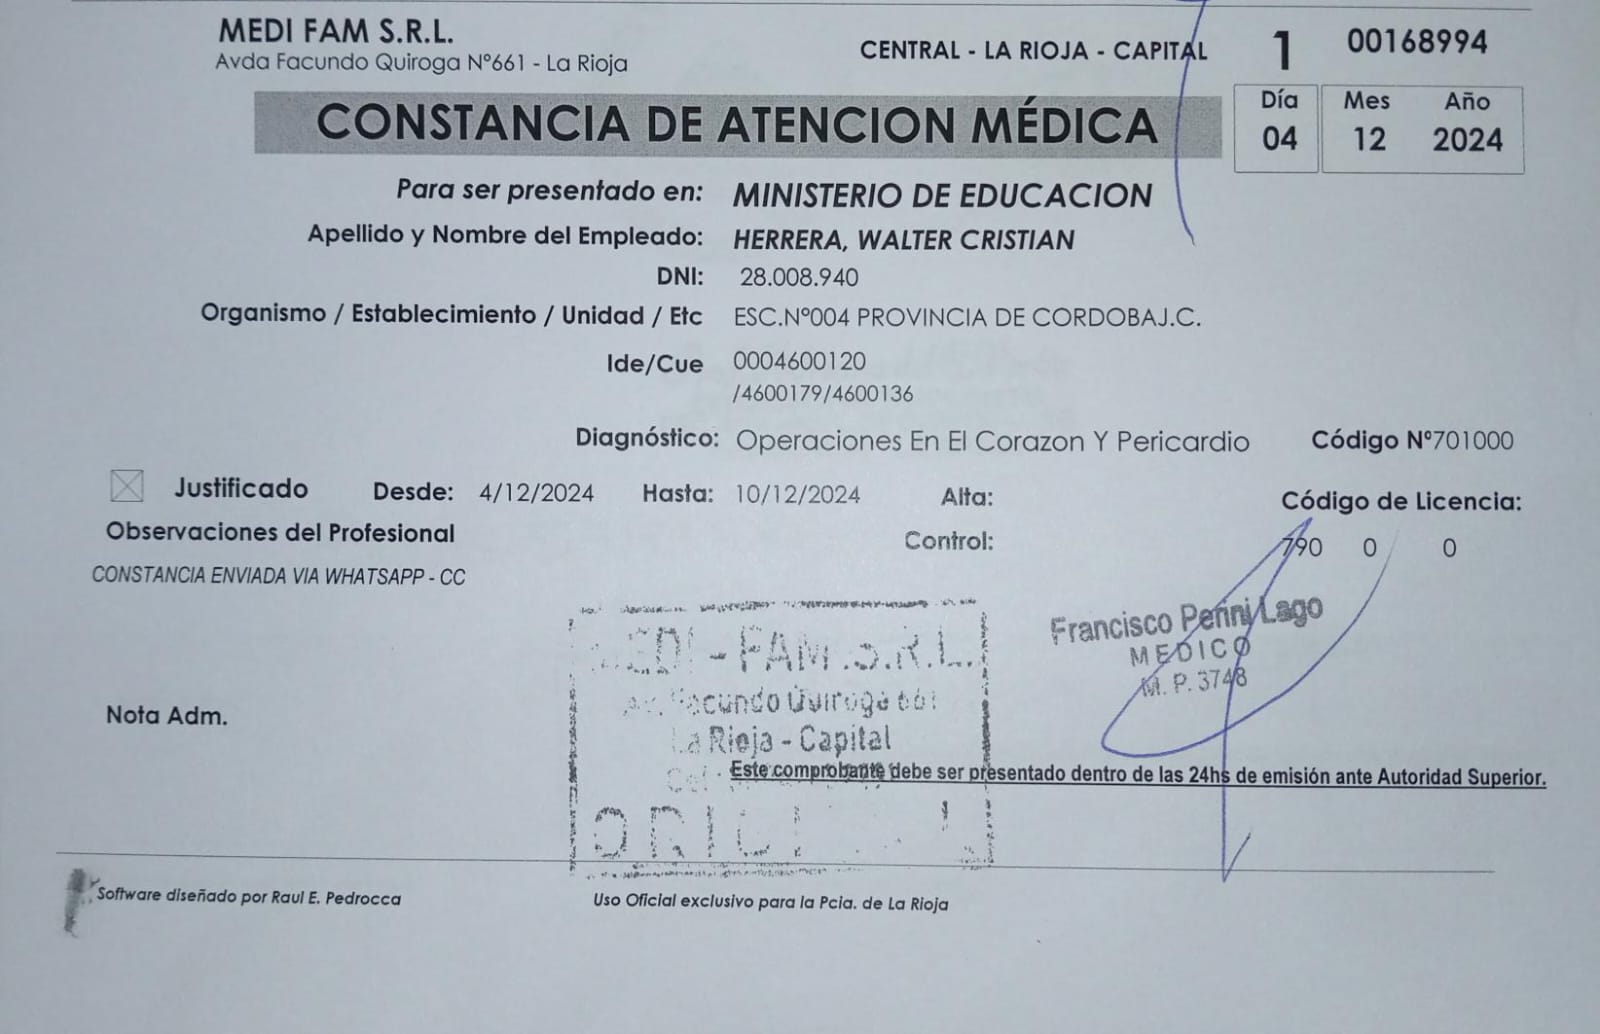 MEDI FAM S.R.L.
Avda Facundo Quiroga Nº661 - La Rioja
CENTRAL - LA RIOJA - CAPITAL
1
00168994
CONSTANCIA DE ATENCION MÉDICA
Día Mes Año
04 12 2024
Para ser presentado en: MINISTERIO DE EDUCACION
Apellido y Nombre del Empleado: HERRERA, WALTER CRISTIAN
DNI: 28.008.940
Organismo / Establecimiento / Unidad / Etc ESC.Nº004 PROVINCIA DE CORDOBAJ.C.
Ide/Cue 0004600120
/4600179/4600136
Diagnóstico: Operaciones En El Corazon Y Pericardio Código Nº701000
Justificado Desde: 4/12/2024 Hasta: 10/12/2024 Alta: Código de Licencia:
Observaciones del Profesional Control: 790 0 0
CONSTANCIA ENVIADA VIA WHATSAPP - CC
MEDI - FAM .S.R.L.
Facundo Quiroga 661
La Rioja - Capital
Francisco Perini Lago
MEDICO
M. P. 3748
Nota Adm.
Este comprobante debe ser presentado dentro de las 24hs de emisión ante Autoridad Superior.
Software diseñado por Raul E. Pedrocca
Uso Oficial exclusivo para la Pcia. de La Rioja